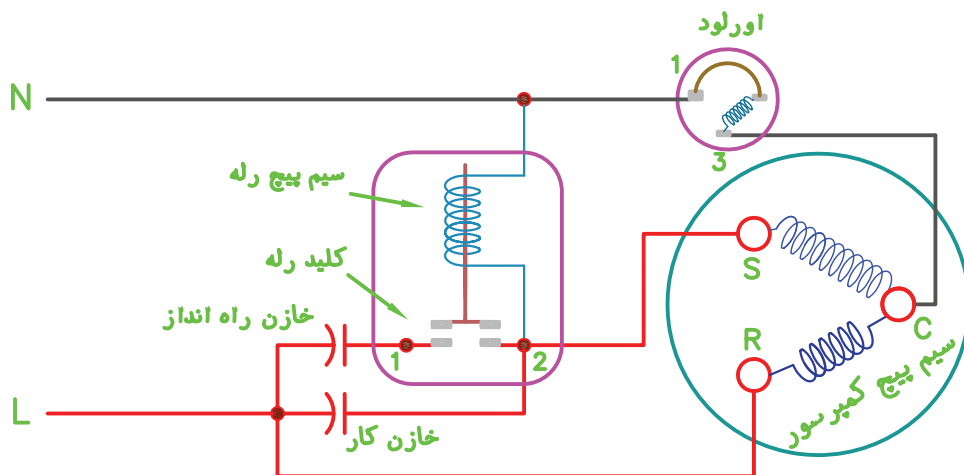 اورلود
1
N
3
سیم پیچ رله
S
کلید رله
C
خازن راه انداز
R
1
2
سیم پیچ کمپرسور
L
خازن کار